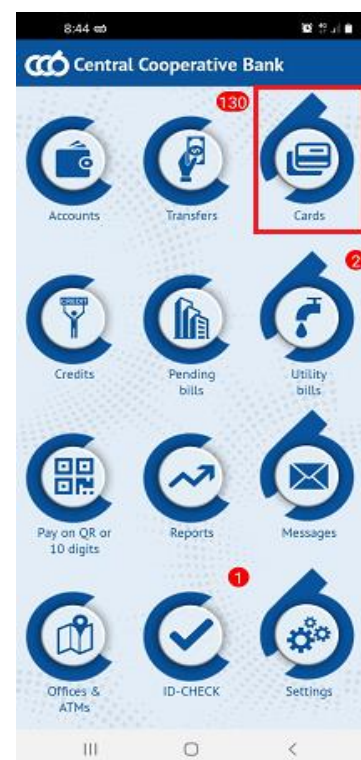 8:44
Central Cooperative Bank
130
Accounts
Transfers
Cards
2
CREDIT
Credits
Pending
bills
Utility
bills
Pay on QR or
10 digits
Reports
Messages
1
Offices &
ATMs
ID-CHECK
Settings